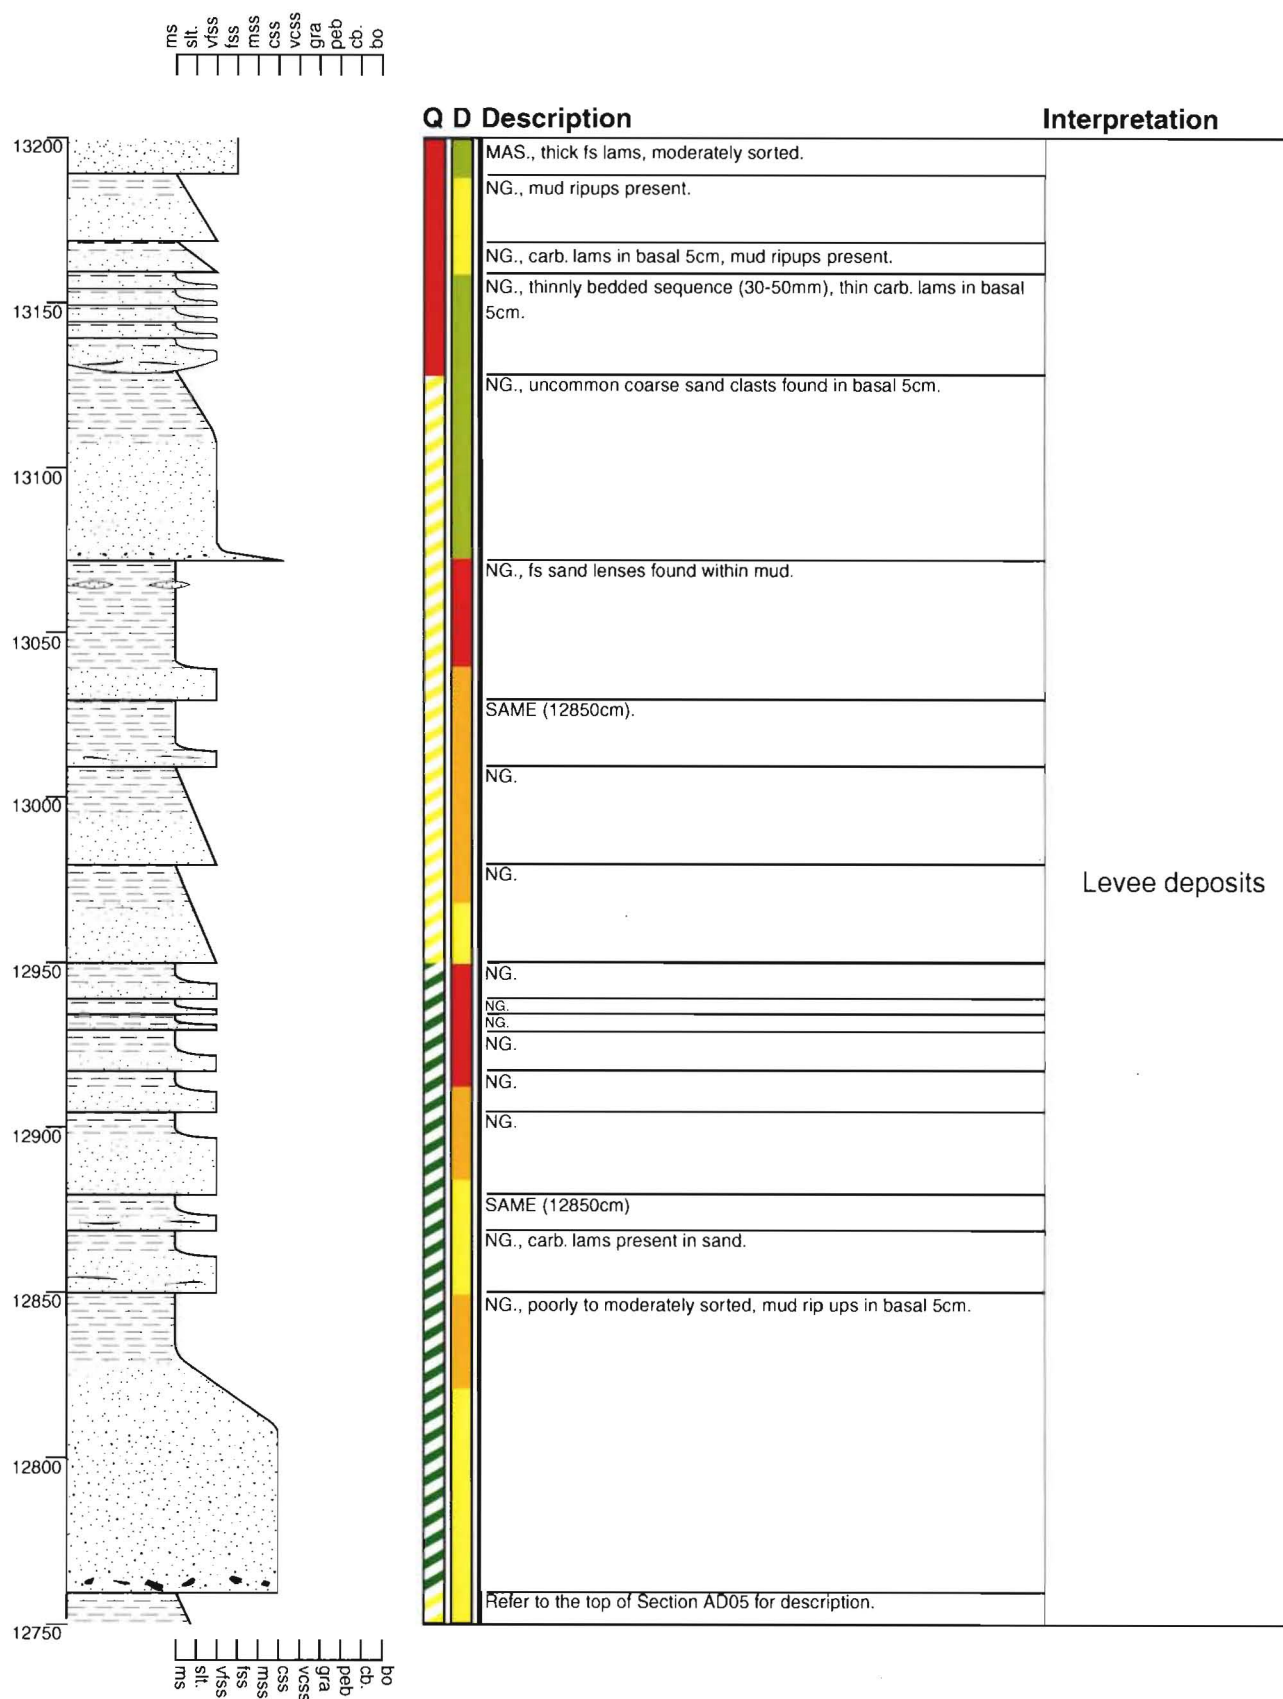 ms slt. vfss fss mss css vcss gra peb cb. bo
Q D Description Interpretation
13200
MAS., thick fs lams, moderately sorted.
NG., mud ripups present.
NG., carb. lams in basal 5cm, mud ripups present.
NG., thinnly bedded sequence (30-50mm), thin carb. lams in basal
5cm.
13150
NG., uncommon coarse sand clasts found in basal 5cm.
13100
NG., fs sand lenses found within mud.
13050
SAME (12850cm).
NG.
13000
NG.
Levee deposits
12950
NG.
NG.
NG.
NG.
NG.
NG.
12900
SAME (12850cm)
NG., carb. lams present in sand.
12850
NG., poorly to moderately sorted, mud rip ups in basal 5cm.
12800
Refer to the top of Section AD05 for description.
12750
ms slt. vfss fss mss css vcss gra peb cb. bo